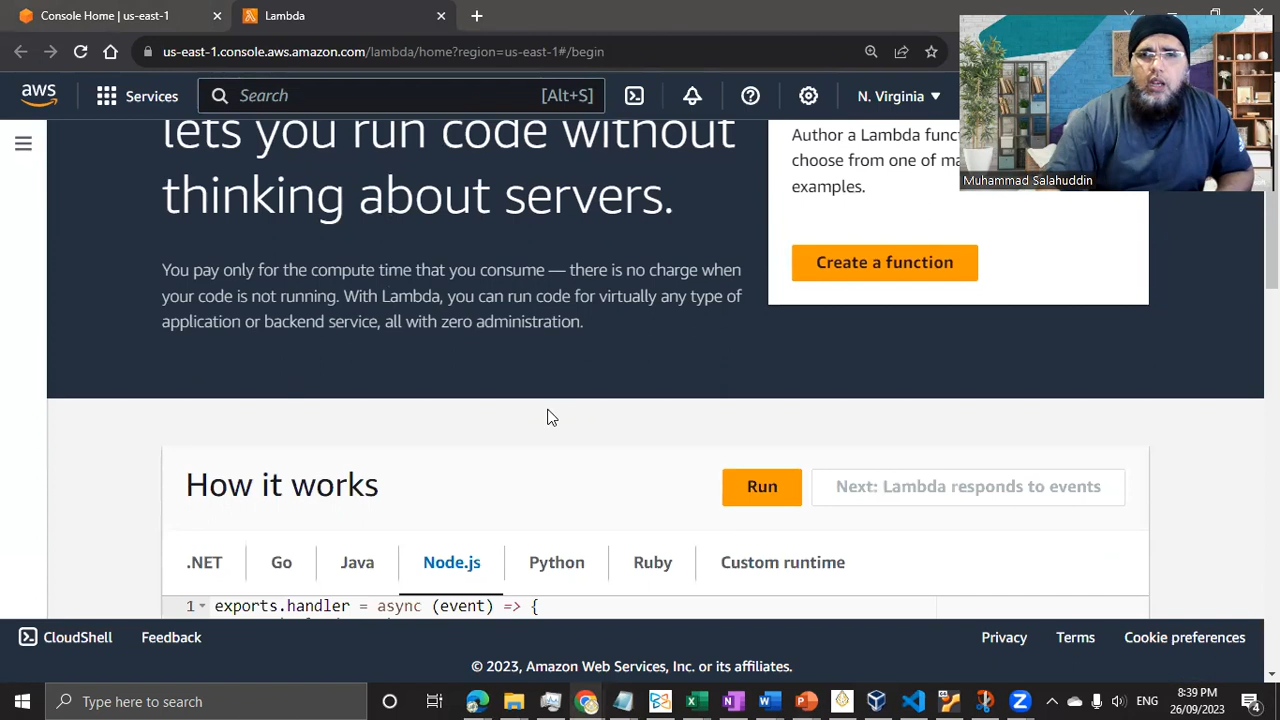 Console Home | us-east-1
Lambda
us-east-1.console.aws.amazon.com/lambda/home?region=us-east-1#/begin
aws
Services
Search
[Alt+S]
N. Virginia
Muhammad Salahuddin
lets you run code without
thinking about servers.
You pay only for the compute time that you consume — there is no charge when
your code is not running. With Lambda, you can run code for virtually any type of
application or backend service, all with zero administration.
Author a Lambda
choose from one of
examples.
Create a function
How it works
Run
Next: Lambda responds to events
.NET
Go
Java
Node.js
Python
Ruby
Custom runtime
1 exports.handler = async (event) => {
CloudShell
Feedback
Privacy
Terms
Cookie preferences
© 2023, Amazon Web Services, Inc. or its affiliates.
Type here to search
ENG
8:39 PM
26/09/2023
4